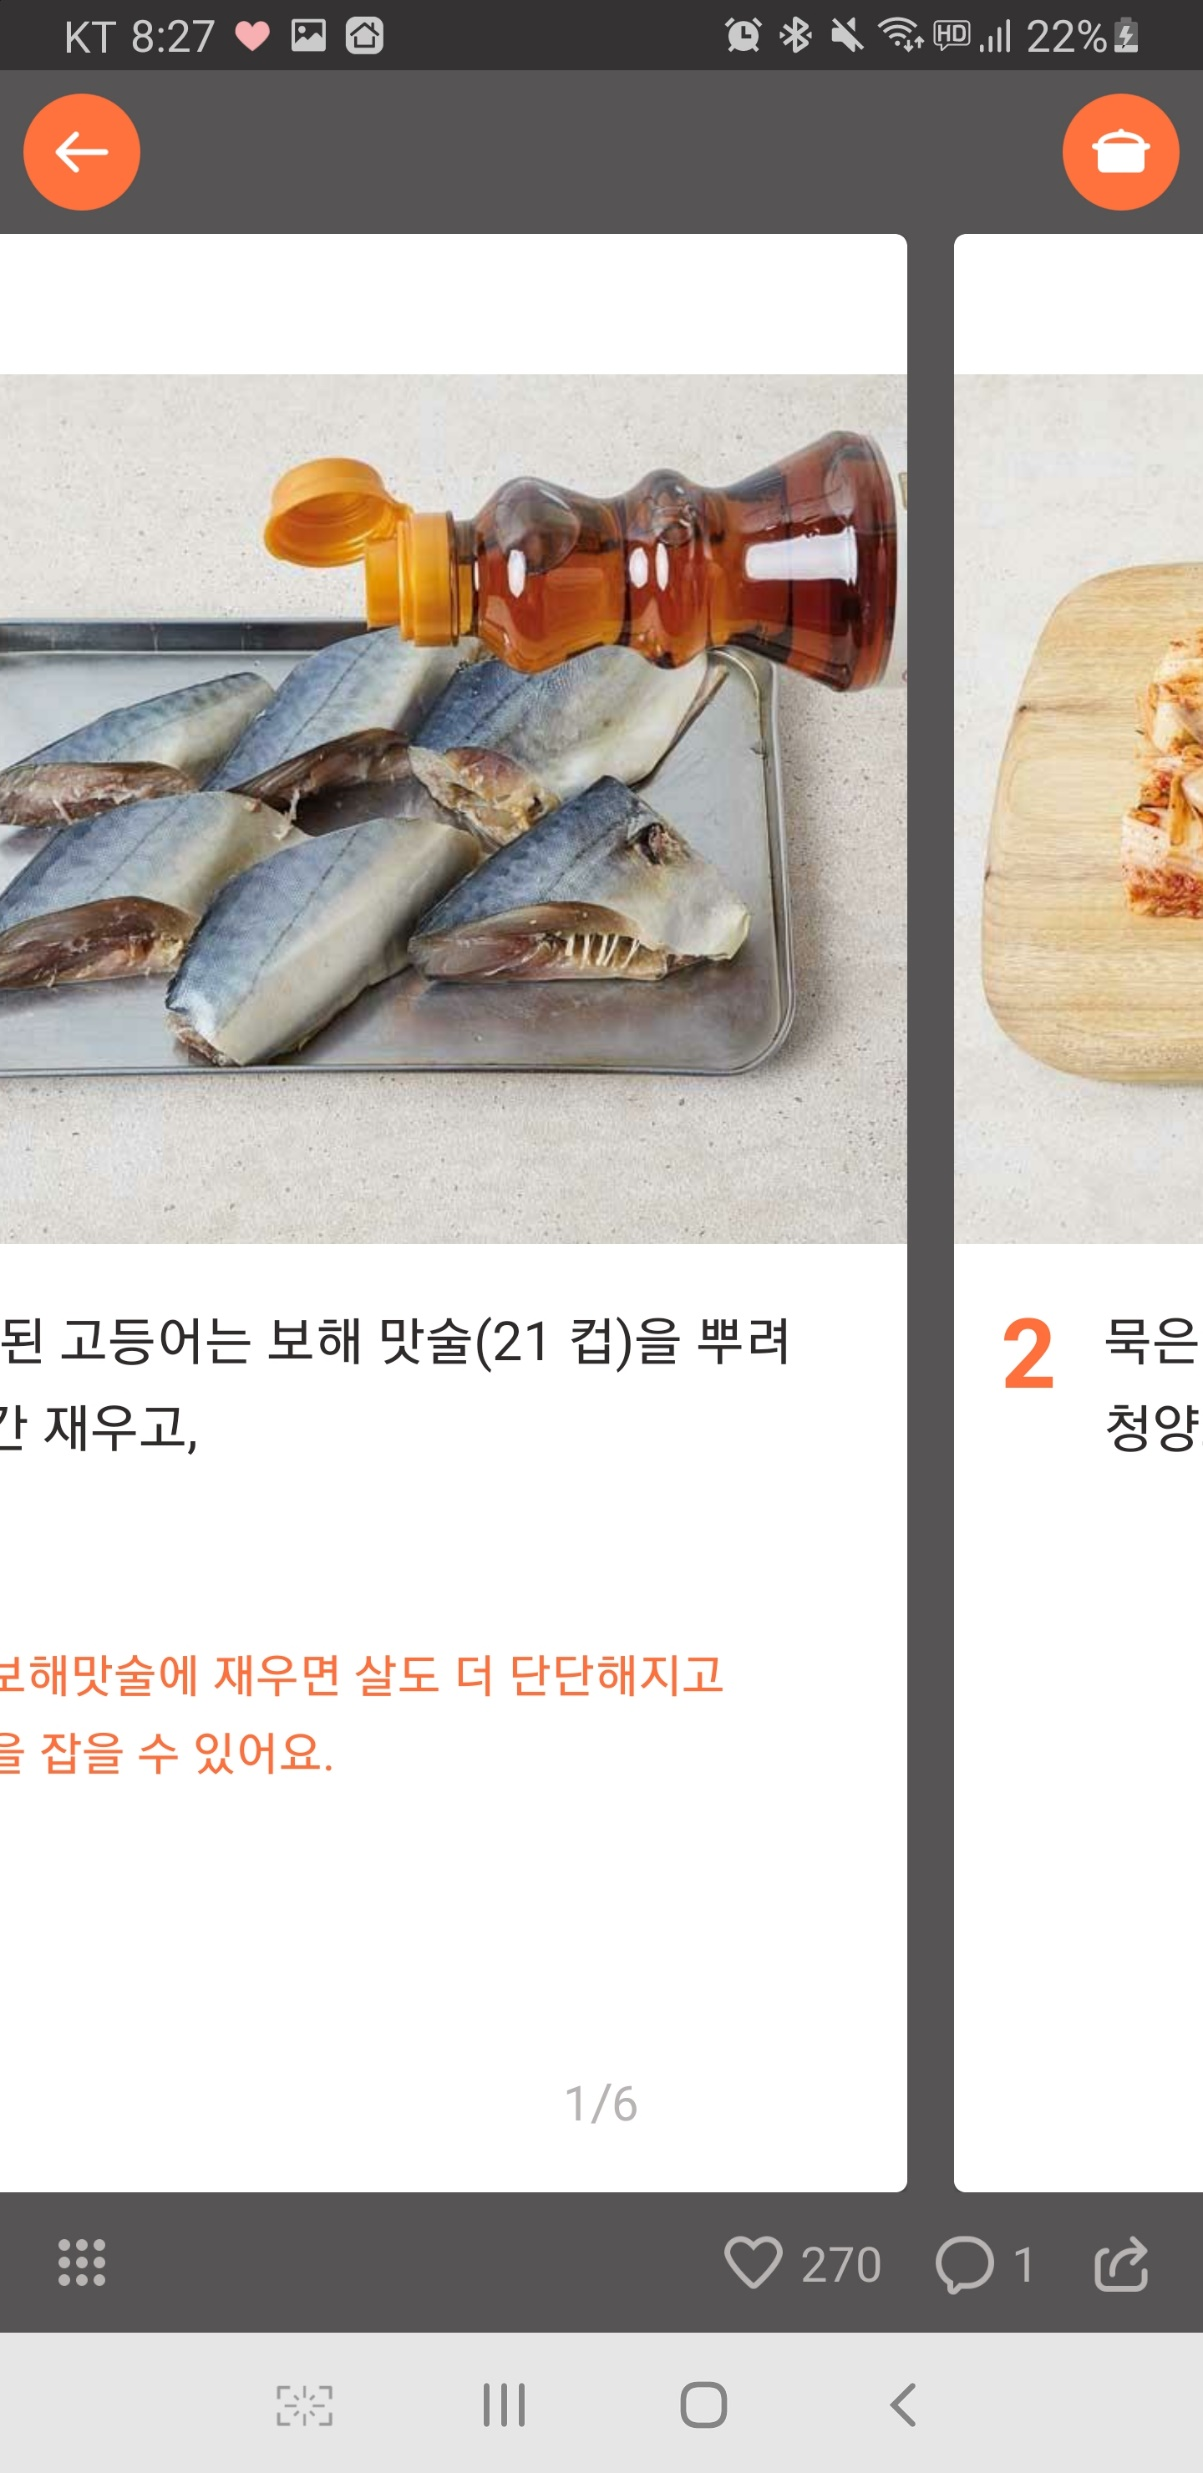 KT 8:27
HD 22%
된 고등어는 보해 맛술(21 컵)을 뿌려
간 재우고,
보해맛술에 재우면 살도 더 단단해지고
을 잡을 수 있어요.
1/6
2 묵은
청양
270 1